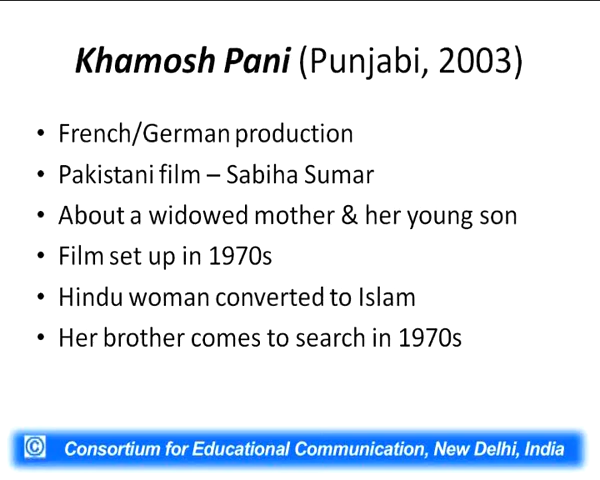 Khamosh Pani (Punjabi, 2003)
• French/German production
• Pakistani film – Sabiha Sumar
• About a widowed mother & her young son
• Film set up in 1970s
• Hindu woman converted to Islam
• Her brother comes to search in 1970s
© Consortium for Educational Communication, New Delhi, India